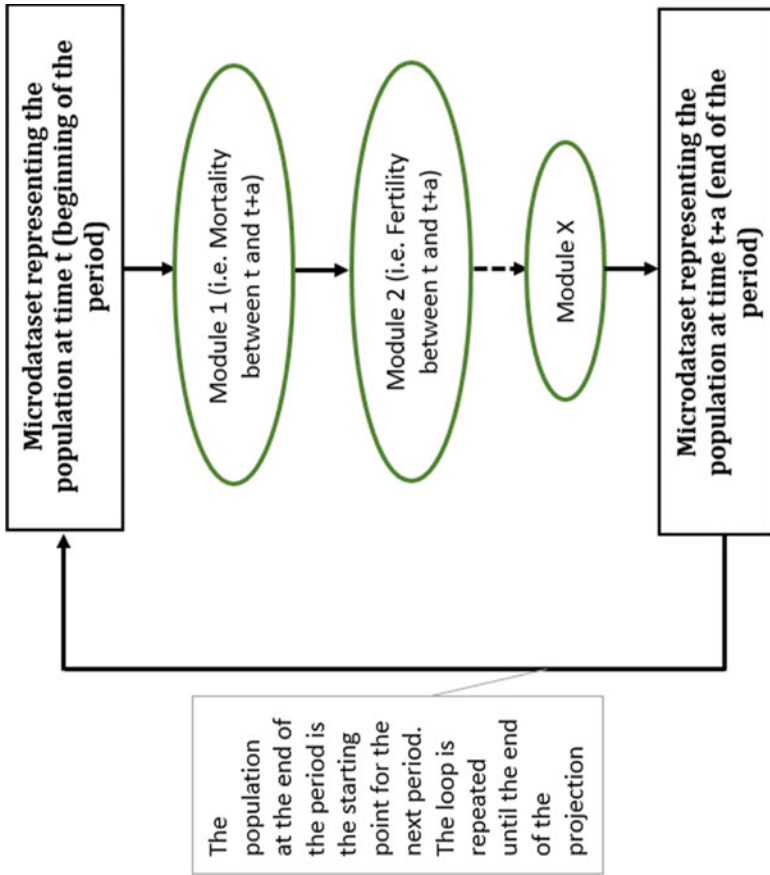 Microdataset representing the
population at time t (beginning of the
period)
Module 1 (i.e. Mortality
between t and t+a)
Module 2 (i.e. Fertility
between t and t+a)
Module X
Microdataset representing the
population at time t+a (end of the
period)
The
population
at the end of
the period is
the starting
point for the
next period.
The loop is
repeated
until the end
of the
projection